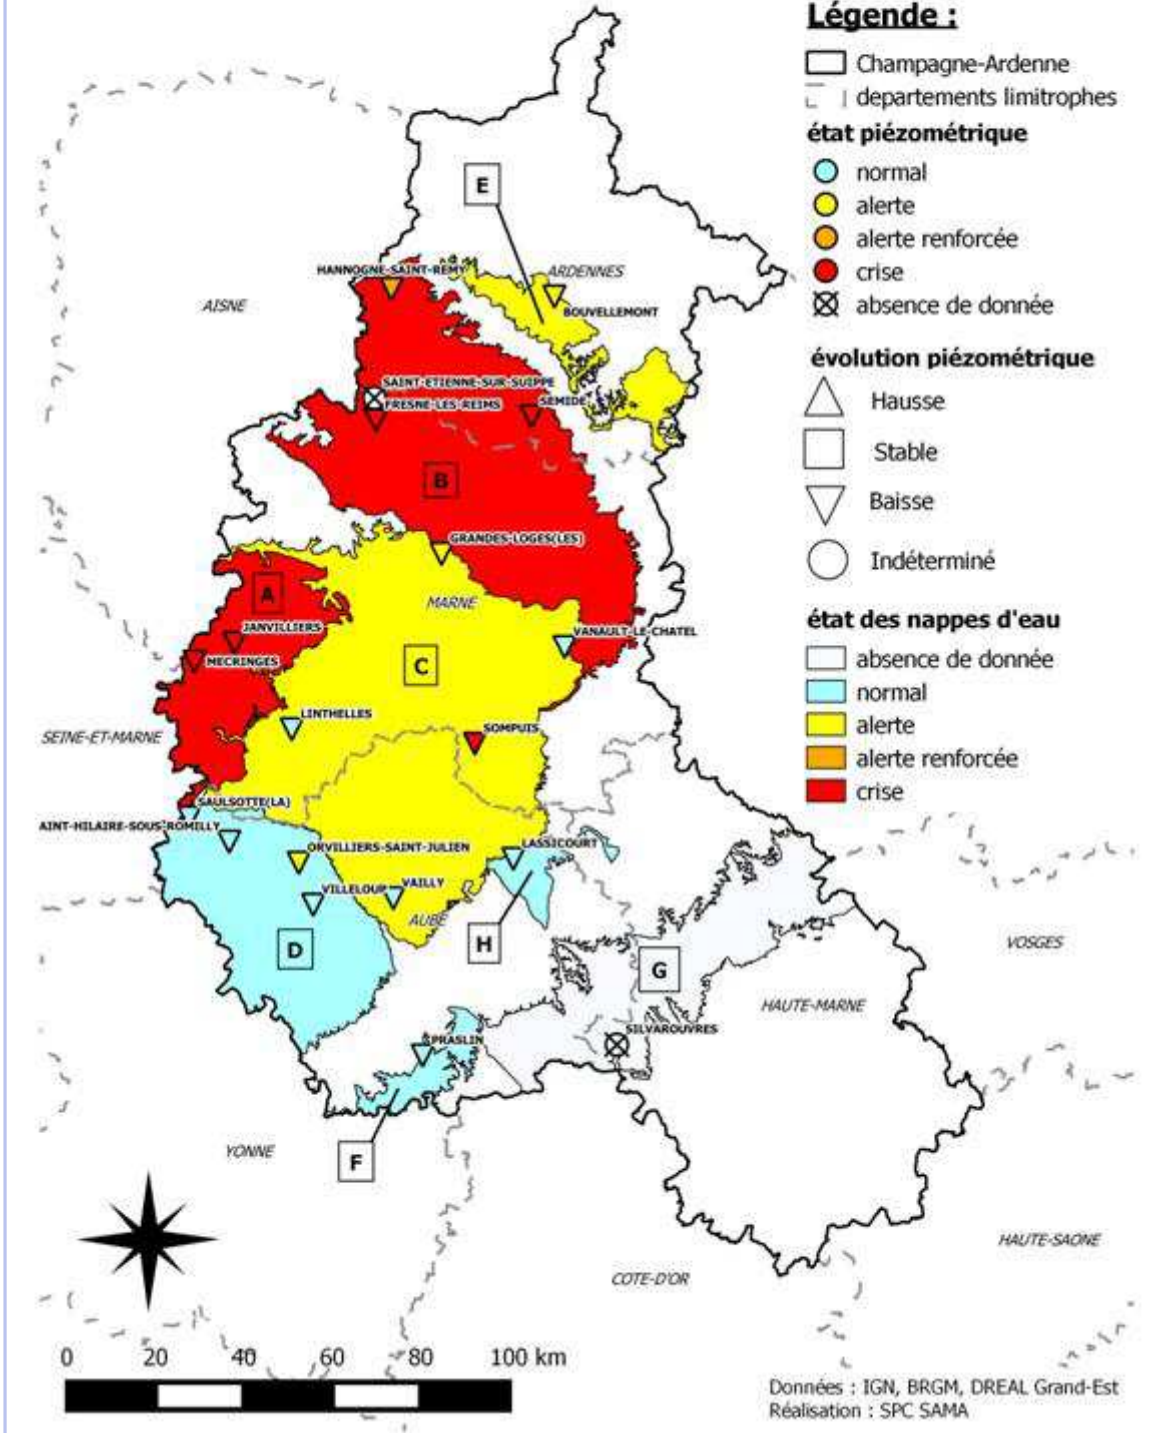 Légende :
Champagne-Ardenne
departements limitrophes
état piézométrique
normal
alerte
alerte renforcée
crise
absence de donnée
évolution piézométrique
Hausse
Stable
Baisse
Indéterminé
état des nappes d'eau
absence de donnée
normal
alerte
alerte renforcée
crise
E
HANNOGNE-SAINT-REMY
ARDENNES
AISNE
BOUVELLEMONT
SAINT-ETIENNE-SUR-SUIPPE
FRESNE-LES-REIMS
SEMIDE
B
GRANDES-LOGES(LES)
A
MARNE
JANVILLIERS
VANAULT-LE-CHATEL
MECRINGES
C
LINTHELLES
SOMPUIS
SEINE-ET-MARNE
SAULSOTTE(LA)
AINT-HILAIRE-SOUS-ROMILLY
ORVILLIERS-SAINT-JULIEN
LASSICOURT
VILLELOUP
VAILLY
AUBE
D
H
G
VOSGES
HAUTE-MARNE
SILVAROUVRES
PRASLIN
YONNE
F
HAUTE-SAONE
COTE-D'OR
0 20 40 60 80 100 km
Données : IGN, BRGM, DREAL Grand-Est
Réalisation : SPC SAMA